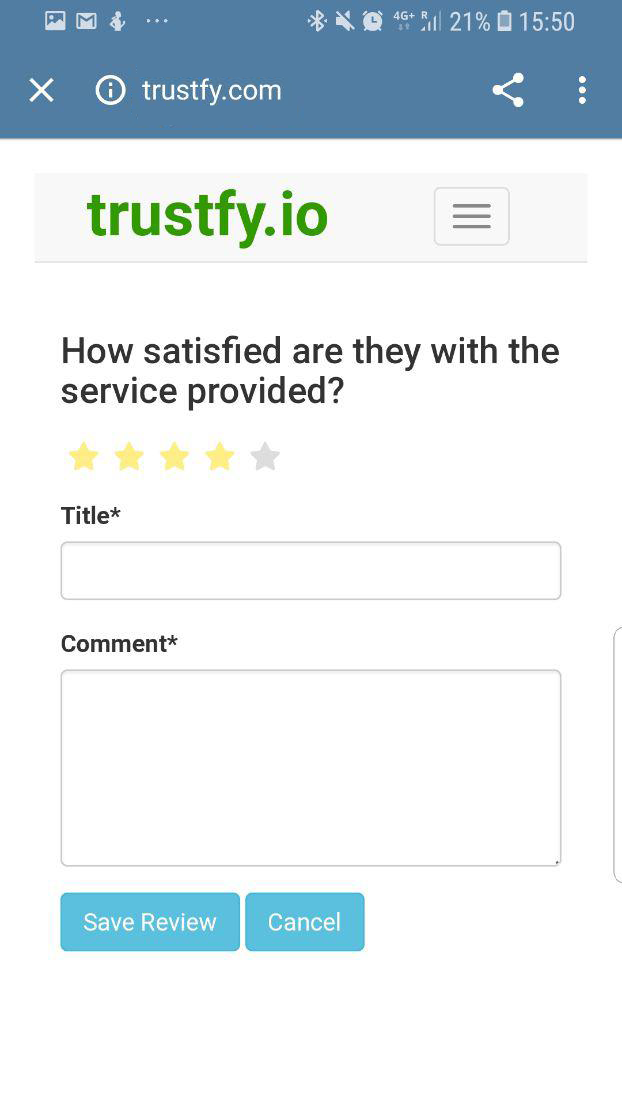 4G+ R 21% 15:50
trustfy.com
trustfy.io
How satisfied are they with the
service provided?
Title*
Comment*
Save Review Cancel